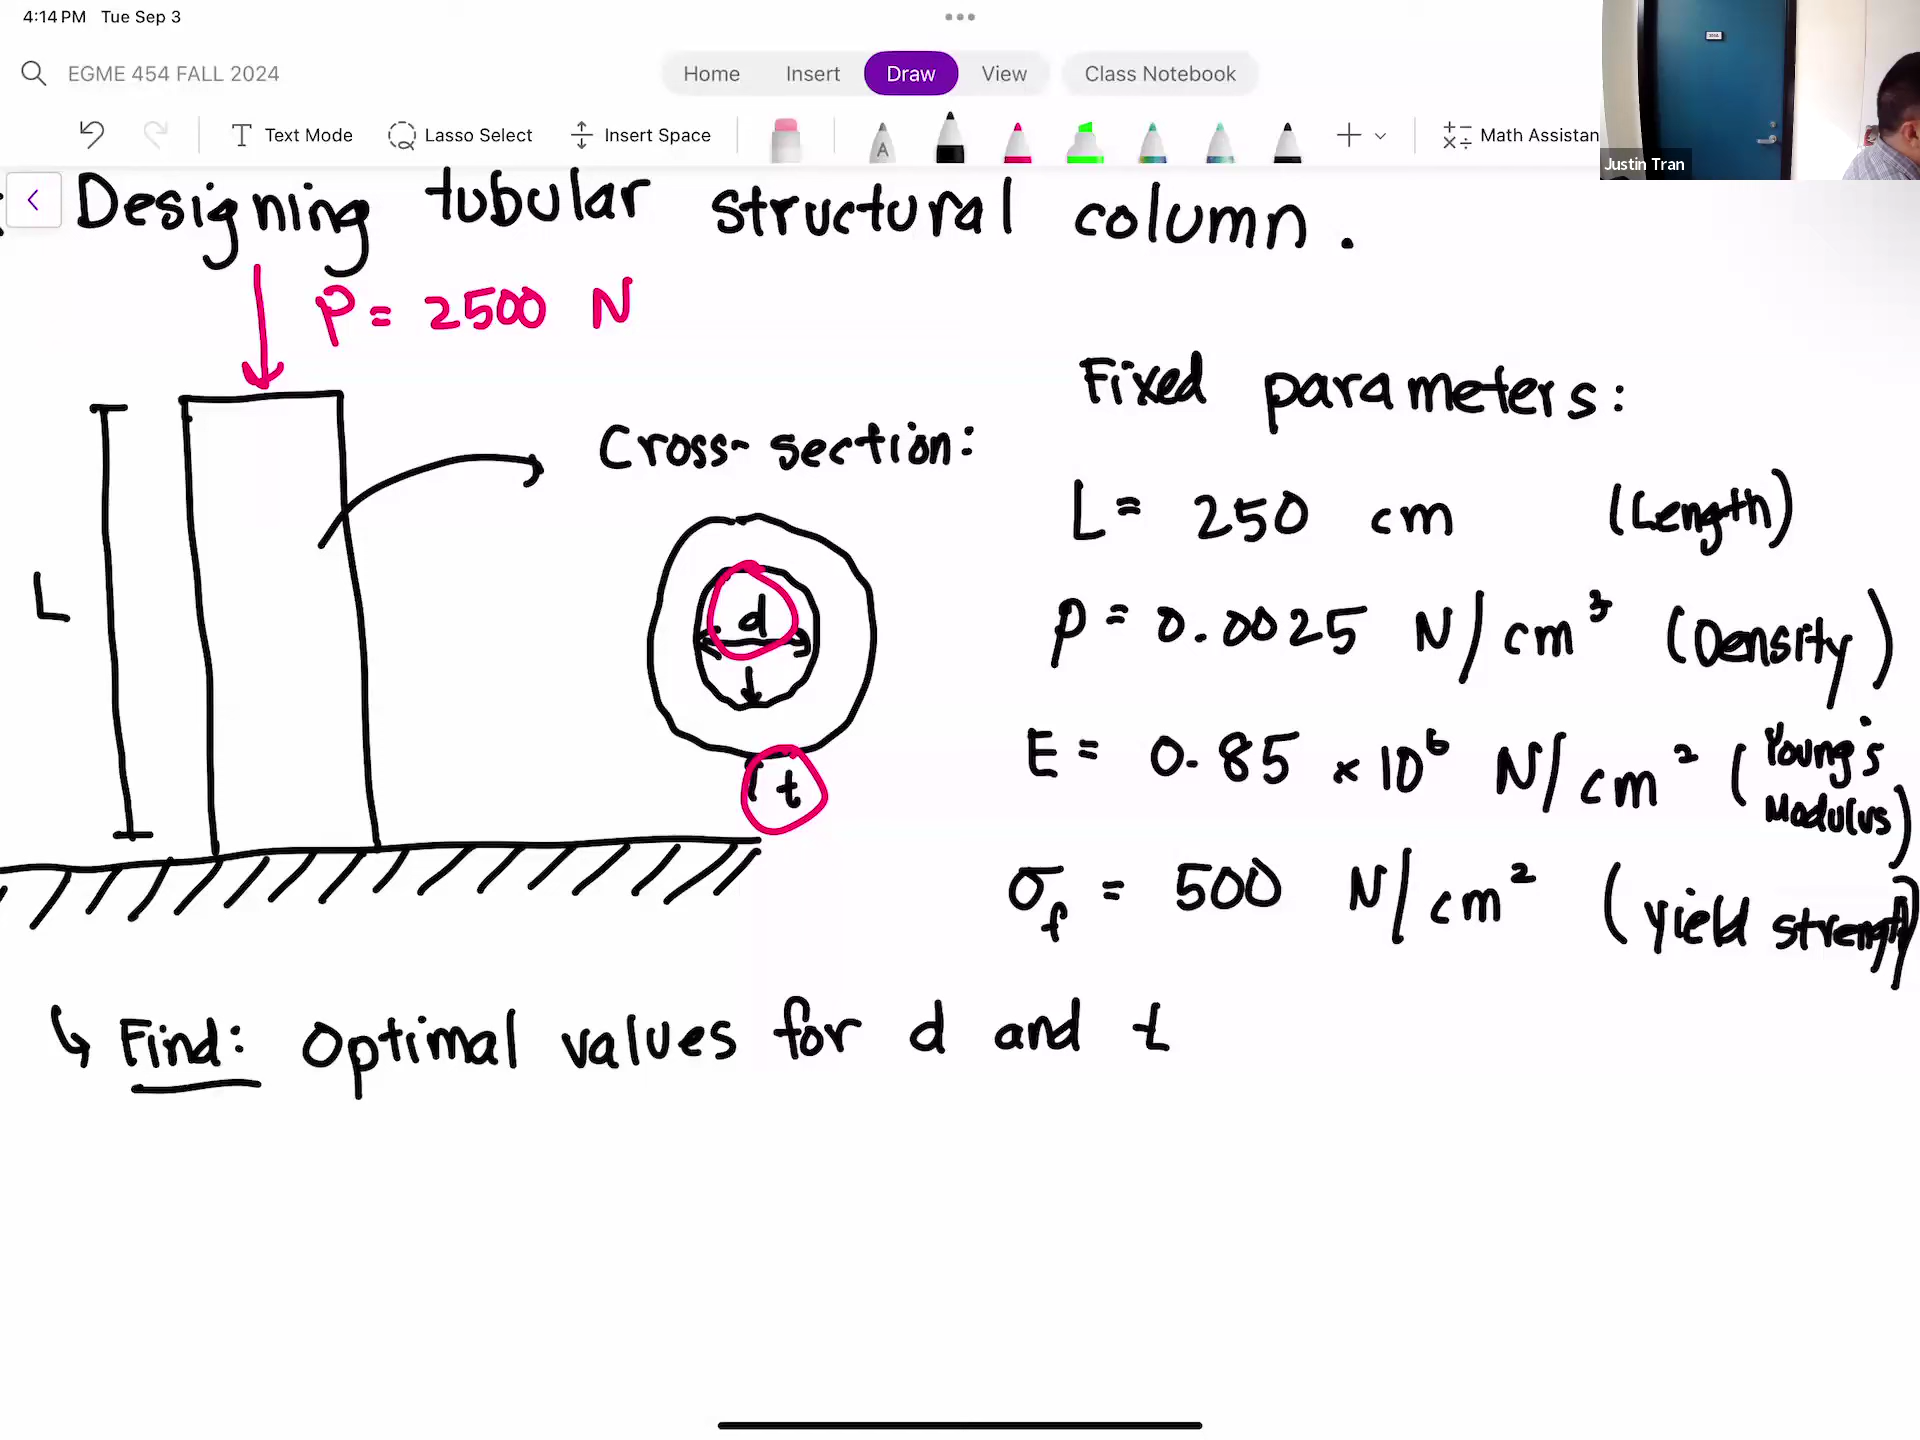 4:14 PM Tue Sep 3
EGME 454 FALL 2024
Home Insert Draw View Class Notebook
Text Mode Lasso Select Insert Space Math Assistan
A
Justin Tran
Designing tubular structural column.
P = 2500 N
Fixed parameters:
Cross-section:
L = 250 cm (Length)
L
d
ρ = 0.0025 N/cm³ (Density)
E = 0.85 × 10⁶ N/cm² (Young's Modulus)
t
σf = 500 N/cm² (yield strength)
↳ Find: Optimal values for d and t